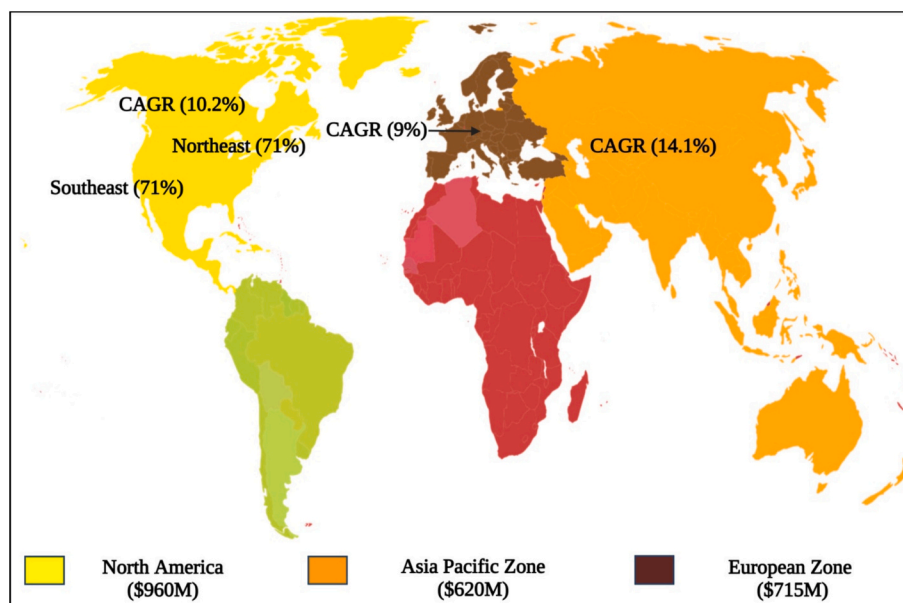 CAGR (10.2%)
Northeast (71%)
Southeast (71%)
CAGR (9%)
CAGR (14.1%)
North America
($960M)
Asia Pacific Zone
($620M)
European Zone
($715M)